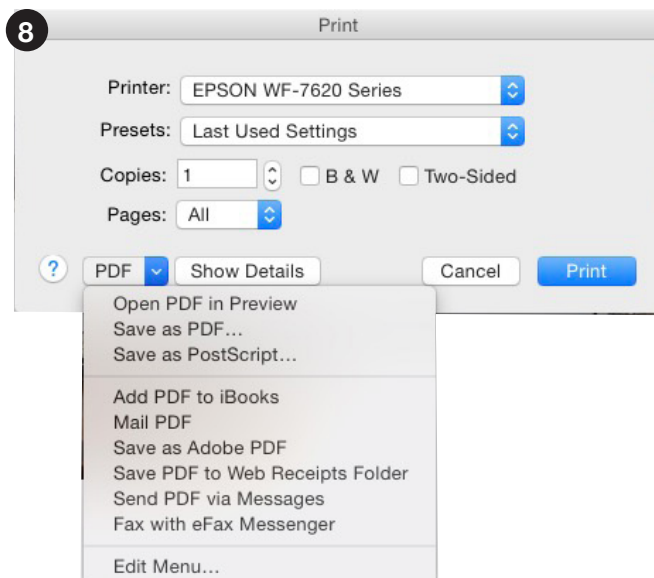 8
Print
Printer: EPSON WF-7620 Series
Presets: Last Used Settings
Copies: 1 B & W Two-Sided
Pages: All
? PDF Show Details Cancel Print
Open PDF in Preview
Save as PDF...
Save as PostScript...
Add PDF to iBooks
Mail PDF
Save as Adobe PDF
Save PDF to Web Receipts Folder
Send PDF via Messages
Fax with eFax Messenger
Edit Menu...